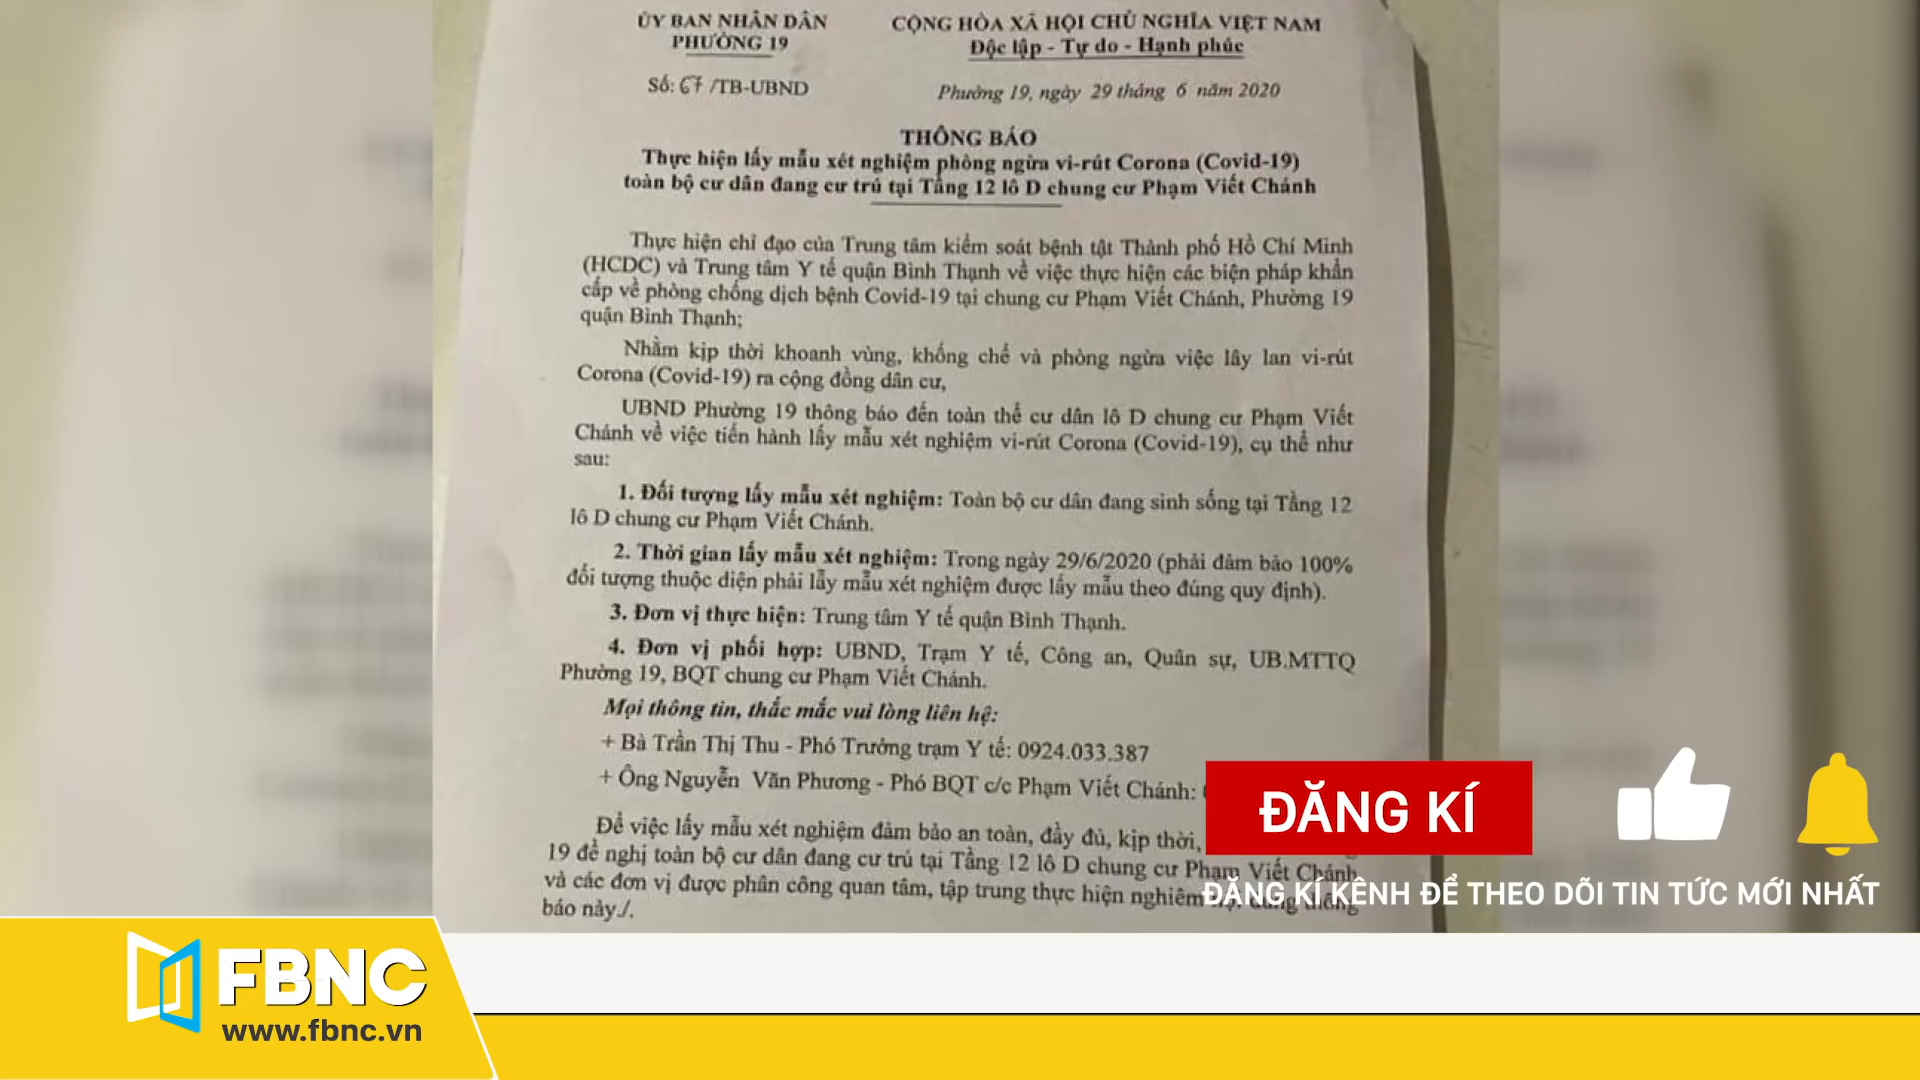 ỦY BAN NHÂN DÂN
PHƯỜNG 19
CỘNG HÒA XÃ HỘI CHỦ NGHĨA VIỆT NAM
Độc lập - Tự do - Hạnh phúc
Số: 67 /TB-UBND
Phường 19, ngày 29 tháng 6 năm 2020
THÔNG BÁO
Thực hiện lấy mẫu xét nghiệm phòng ngừa vi-rút Corona (Covid-19)
toàn bộ cư dân đang cư trú tại Tầng 12 lô D chung cư Phạm Viết Chánh
Thực hiện chỉ đạo của Trung tâm kiểm soát bệnh tật Thành phố Hồ Chí Minh
(HCDC) và Trung tâm Y tế quận Bình Thạnh về việc thực hiện các biện pháp khẩn
cấp về phòng chống dịch bệnh Covid-19 tại chung cư Phạm Viết Chánh, Phường 19
quận Bình Thạnh;
Nhằm kịp thời khoanh vùng, khống chế và phòng ngừa việc lây lan vi-rút
Corona (Covid-19) ra cộng đồng dân cư,
UBND Phường 19 thông báo đến toàn thể cư dân lô D chung cư Phạm Viết
Chánh về việc tiến hành lấy mẫu xét nghiệm vi-rút Corona (Covid-19), cụ thể như
sau:
1. Đối tượng lấy mẫu xét nghiệm: Toàn bộ cư dân đang sinh sống tại Tầng 12
lô D chung cư Phạm Viết Chánh.
2. Thời gian lấy mẫu xét nghiệm: Trong ngày 29/6/2020 (phải đảm bảo 100%
đối tượng thuộc diện phải lẫy mẫu xét nghiệm được lấy mẫu theo đúng quy định).
3. Đơn vị thực hiện: Trung tâm Y tế quận Bình Thạnh.
4. Đơn vị phối hợp: UBND, Trạm Y tế, Công an, Quân sự, UB.MTTQ
Phường 19, BQT chung cư Phạm Viết Chánh.
Mọi thông tin, thắc mắc vui lòng liên hệ:
+ Bà Trần Thị Thu - Phó Trưởng trạm Y tế: 0924.033.387
+ Ông Nguyễn Văn Phương - Phó BQT c/c Phạm Viết Chánh:
Để việc lấy mẫu xét nghiệm đảm bảo an toàn, đầy đủ, kịp thời,
19 đề nghị toàn bộ cư dân đang cư trú tại Tầng 12 lô D chung cư Phạm Viết Chánh
và các đơn vị được phân công quan tâm, tập trung thực hiện nghiêm thông
báo này./.
ĐĂNG KÍ
ĐĂNG KÍ KÊNH ĐỂ THEO DÕI TIN TỨC MỚI NHẤT
FBNC
www.fbnc.vn